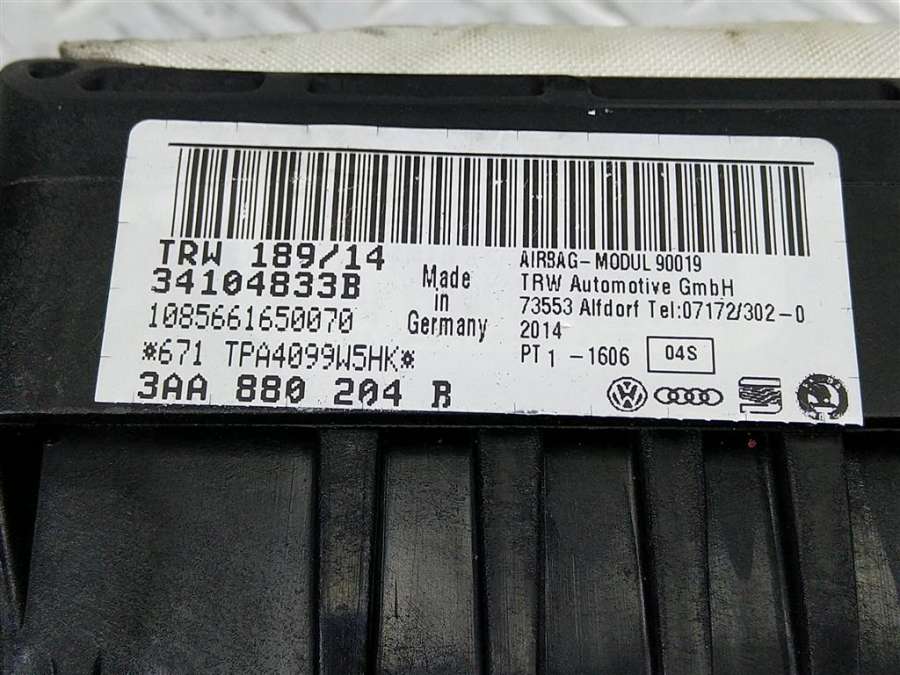 TRW 189/14
34104833B
1085661650070
*671 TPA4099W5HK*
3AA 880 204 B
Made
in
Germany
AIRBAG-MODUL 90019
TRW Automotive GmbH
73553 Alfdorf Tel:07172/302-0
2014
PT1 -1606 04S